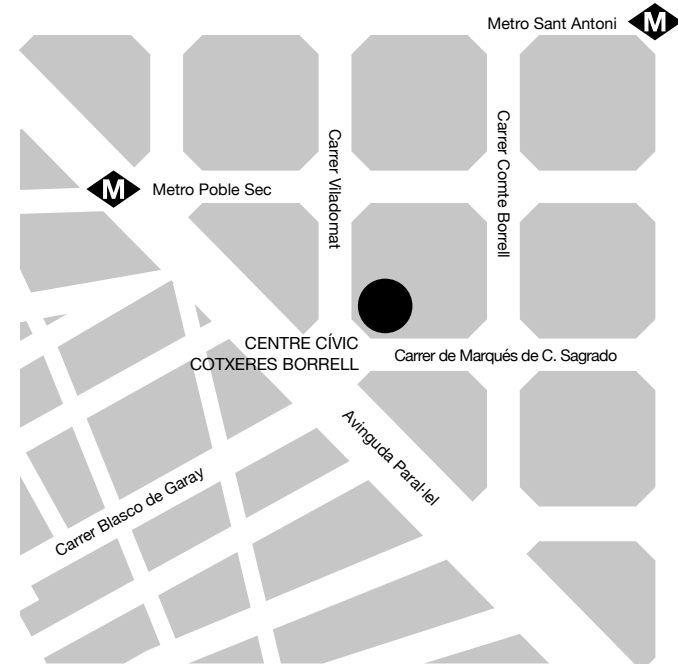 Metro Sant Antoni
M
M
Metro Poble Sec
Carrer Viladomat
Carrer Comte Borrell
CENTRE CÍVIC
COTXERES BORRELL
Carrer de Marqués de C. Sagrado
Avinguda Paral·lel
Carrer Blasco de Garay